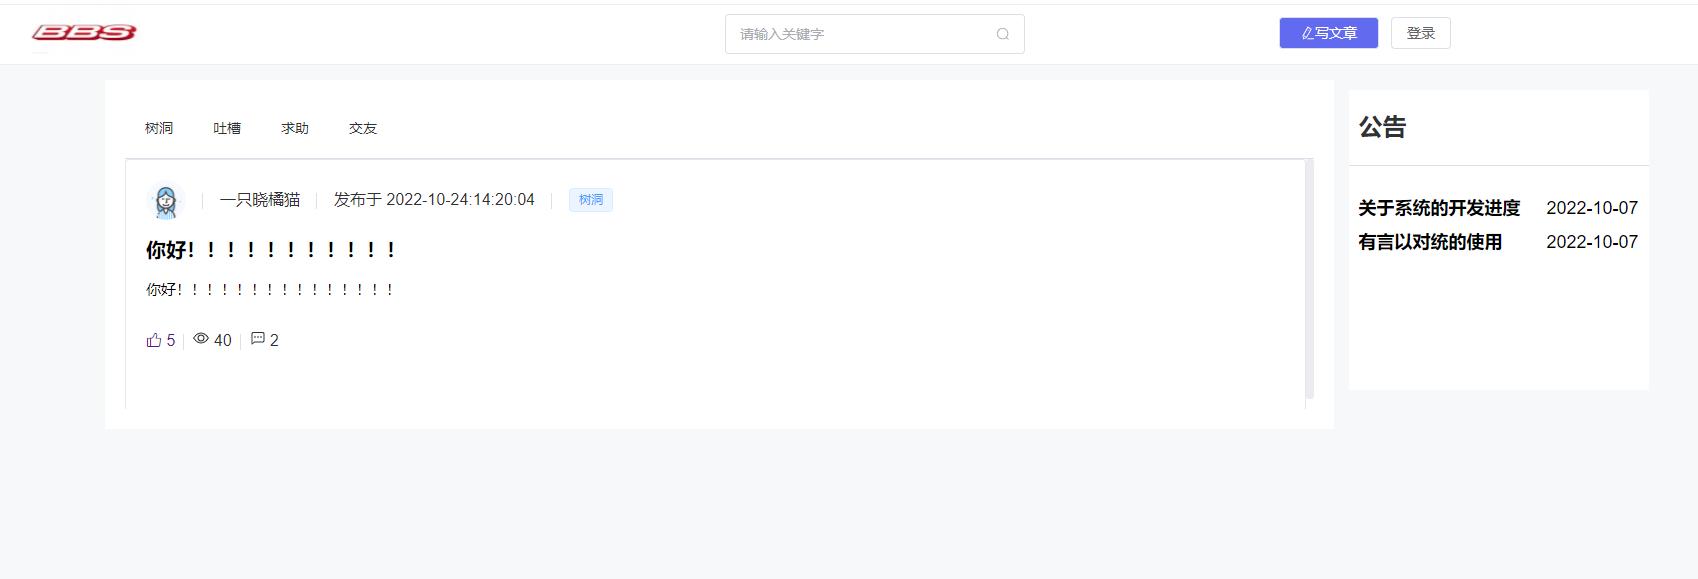 BBS 请输入关键字 写文章 登录
树洞 吐槽 求助 交友
一只晓橘猫 发布于 2022-10-24:14:20:04 树洞
你好！！！！！！！！！！！
你好！！！！！！！！！！！！！！！
5 40 2
公告
关于系统的开发进度 2022-10-07
有言以对统的使用 2022-10-07